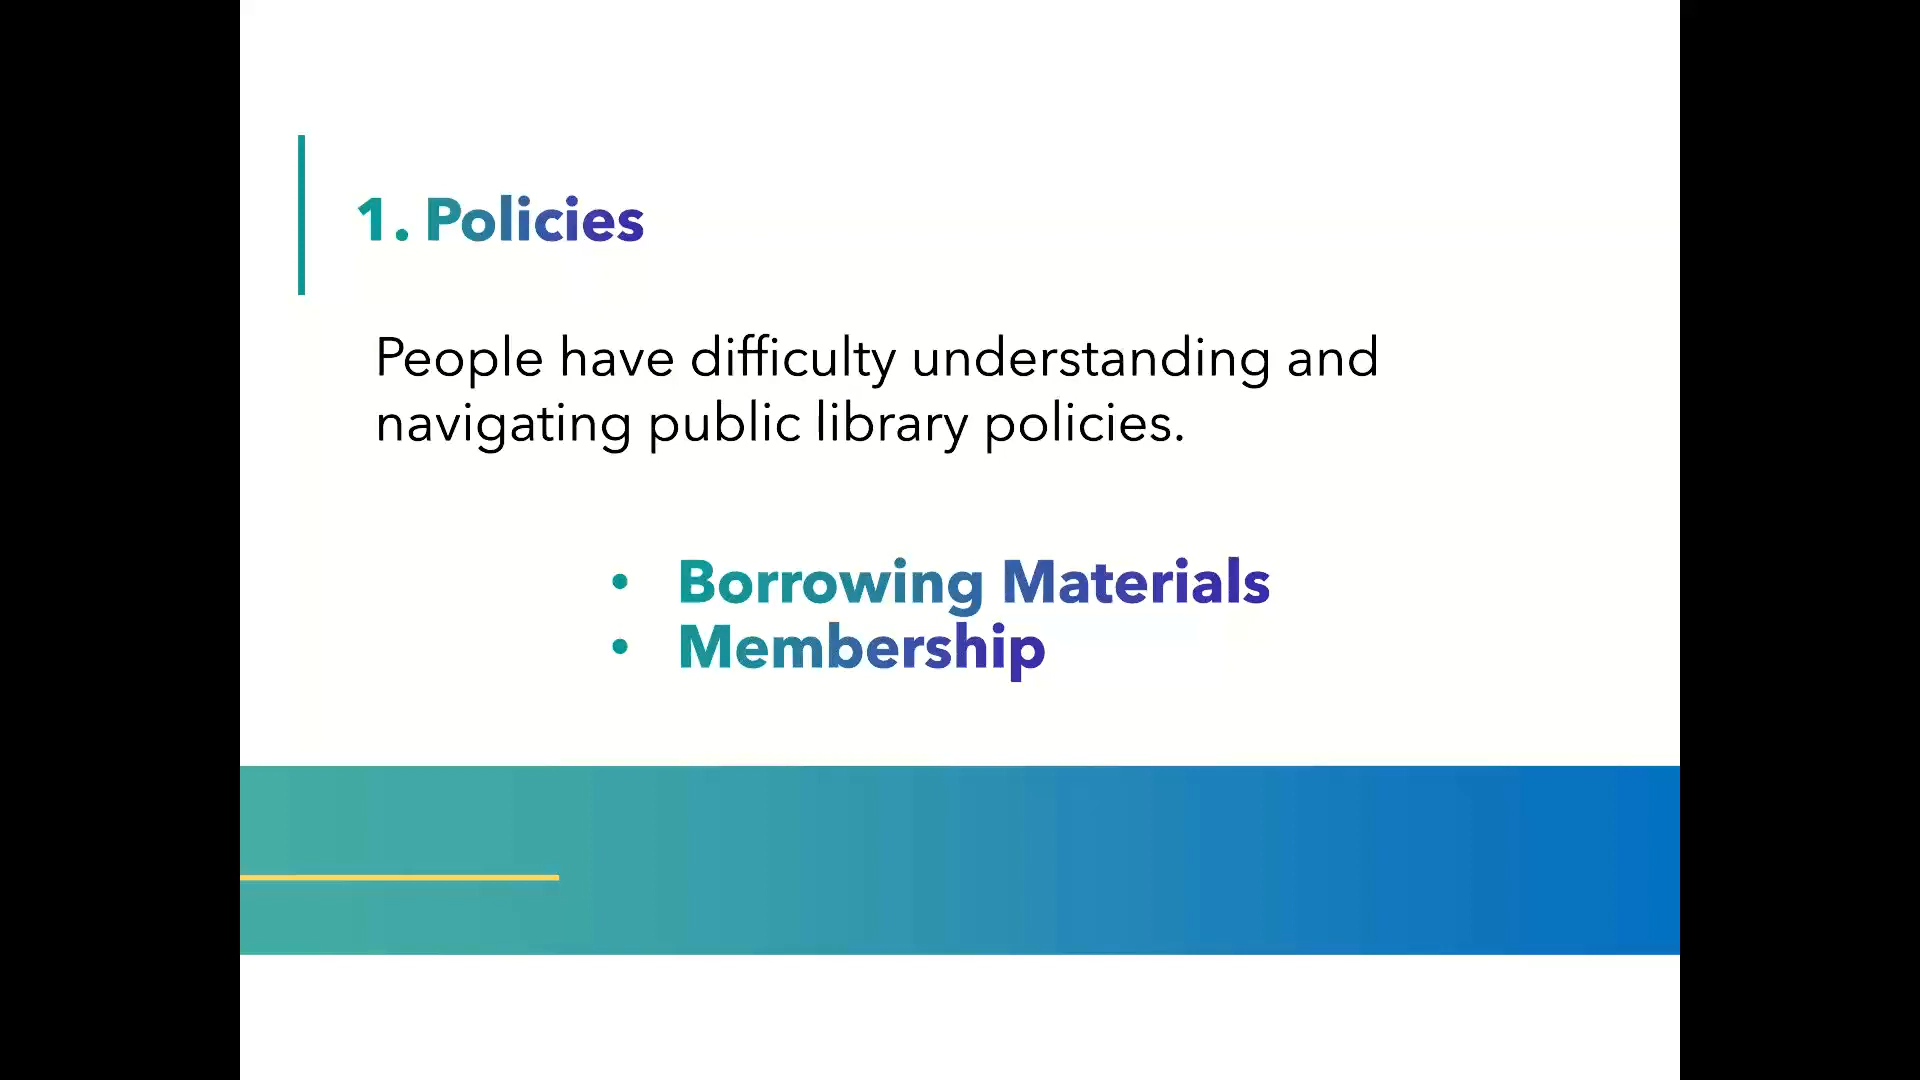 1. Policies
People have difficulty understanding and
navigating public library policies.
• Borrowing Materials
• Membership